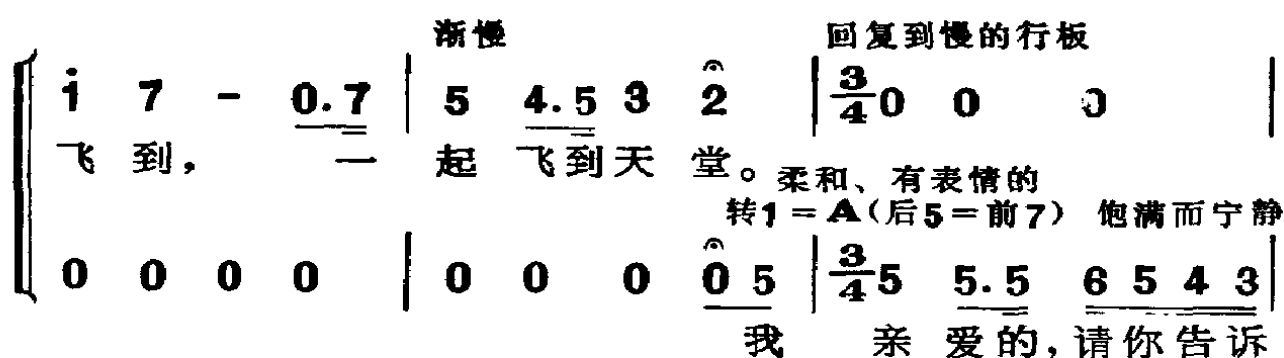 渐慢 回复到慢的行板
i 7 - 0.7 | 5 4.5 3 2 | 3/4 0 0 0 |
飞到， 一 起 飞到天 堂。
柔和、有表情的
转1=A（后5=前7） 饱满而宁静
0 0 0 0 | 0 0 0 0 5 | 3/4 5 5.5 6 5 4 3 |
我 亲 爱的，请你告诉